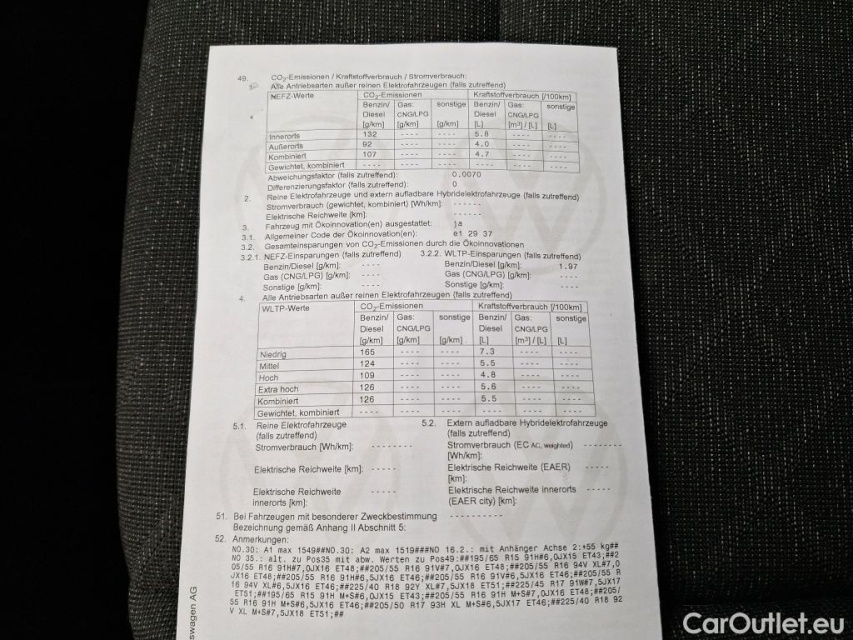 49. CO₂-Emissionen / Kraftstoffverbrauch / Stromverbrauch:
Alle Antriebsarten außer reinen Elektrofahrzeugen (falls zutreffend)
NEFZ-Werte CO₂-Emissionen Kraftstoffverbrauch [/100km]
Benzin/ Gas: sonstige Benzin/ Gas: sonstige
Diesel CNG/LPG Diesel CNG/LPG
[g/km] [g/km] [g/km] [L] [m³] / [L] [L]
Innerorts 132 ---- ---- 5.8 ---- ----
Außerorts 92 ---- ---- 4.0 ---- ----
Kombiniert 107 ---- ---- 4.7 ---- ----
Gewichtet, kombiniert ---- ---- ---- ---- ---- ----
Abweichungsfaktor (falls zutreffend): 0.0070
Differenzierungsfaktor (falls zutreffend): 0
2. Reine Elektrofahrzeuge und extern aufladbare Hybridelektrofahrzeuge (falls zutreffend)
Stromverbrauch (gewichtet, kombiniert) [Wh/km]: ------
Elektrische Reichweite [km]: ------
3. Fahrzeug mit Ökoinnovation(en) ausgestattet: ja
3.1. Allgemeiner Code der Ökoinnovation(en): e1 29 37
3.2. Gesamteinsparungen von CO₂-Emissionen durch die Ökoinnovationen
3.2.1. NEFZ-Einsparungen (falls zutreffend) 3.2.2. WLTP-Einsparungen (falls zutreffend)
Benzin/Diesel [g/km]: ---- Benzin/Diesel [g/km]: 1.97
Gas (CNG/LPG) [g/km]: ---- Gas (CNG/LPG) [g/km]: ----
Sonstige [g/km]: ---- Sonstige [g/km]: ----
4. Alle Antriebsarten außer reinen Elektrofahrzeugen (falls zutreffend)
WLTP-Werte CO₂-Emissionen Kraftstoffverbrauch [/100km]
Benzin/ Gas: sonstige Benzin/ Gas: sonstige
Diesel CNG/LPG Diesel CNG/LPG
[g/km] [g/km] [g/km] [L] [m³] / [L] [L]
Niedrig 165 ---- ---- 7.3 ---- ----
Mittel 124 ---- ---- 5.5 ---- ----
Hoch 109 ---- ---- 4.8 ---- ----
Extra hoch 126 ---- ---- 5.6 ---- ----
Kombiniert 126 ---- ---- 5.5 ---- ----
Gewichtet, kombiniert ---- ---- ---- ---- ---- ----
5.1. Reine Elektrofahrzeuge 5.2. Extern aufladbare Hybridelektrofahrzeuge
(falls zutreffend) (falls zutreffend)
Stromverbrauch [Wh/km]: -------- Stromverbrauch (EC AC, weighted) --------
[Wh/km]:
Elektrische Reichweite [km]: ----- Elektrische Reichweite (EAER) -----
[km]:
Elektrische Reichweite ----- Elektrische Reichweite innerorts -----
innerorts [km]: (EAER city) [km]:
51. Bei Fahrzeugen mit besonderer Zweckbestimmung ----------
Bezeichnung gemäß Anhang II Abschnitt 5:
52. Anmerkungen:
NO.30: A1 max 1549##NO.30: A2 max 1519###NO 16.2.: mit Anhänger Achse 2:+55 kg##
NO 35.: alt. zu Pos35 mit abw. Werten zu Pos49:##195/65 R15 91H#6,0JX15 ET43;##2
05/55 R16 91H#7,0JX16 ET48;##205/55 R16 91V#7,0JX16 ET48;##205/55 R16 94V XL#7,0
JX16 ET48;##205/55 R16 91H#6,5JX16 ET46;##205/55 R16 91V#6,5JX16 ET46;##205/55 R
16 94V XL#6,5JX16 ET46;##225/40 R18 92Y XL#7,5JX18 ET51;##225/45 R17 91W#7,5JX17
ET51;##195/65 R15 91H M+S#6,0JX15 ET43;##205/55 R16 91H M+S#6,5JX16 ET46;##205/
55 R16 91H M+S#6,5JX16 ET46;##205/50 R17 93H XL M+S#6,5JX17 ET46;##225/40 R18 92
V XL M+S#7,5JX18 ET51;##
swagen AG
CarOutlet.eu